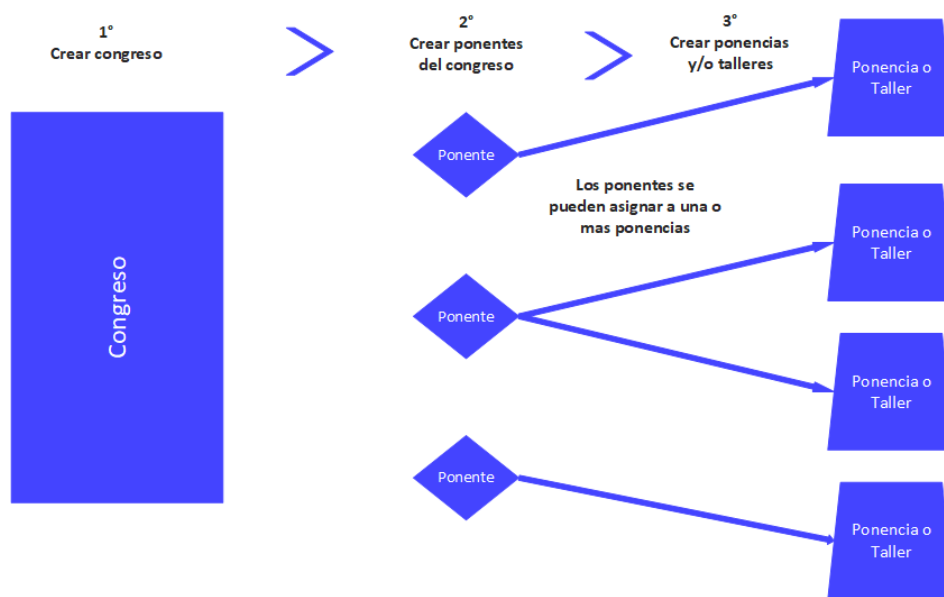 1°
Crear congreso
2°
Crear ponentes
del congreso
3°
Crear ponencias
y/o talleres
Congreso
Ponente
Los ponentes se
pueden asignar a una o
mas ponencias
Ponente
Ponente
Ponencia o
Taller
Ponencia o
Taller
Ponencia o
Taller
Ponencia o
Taller